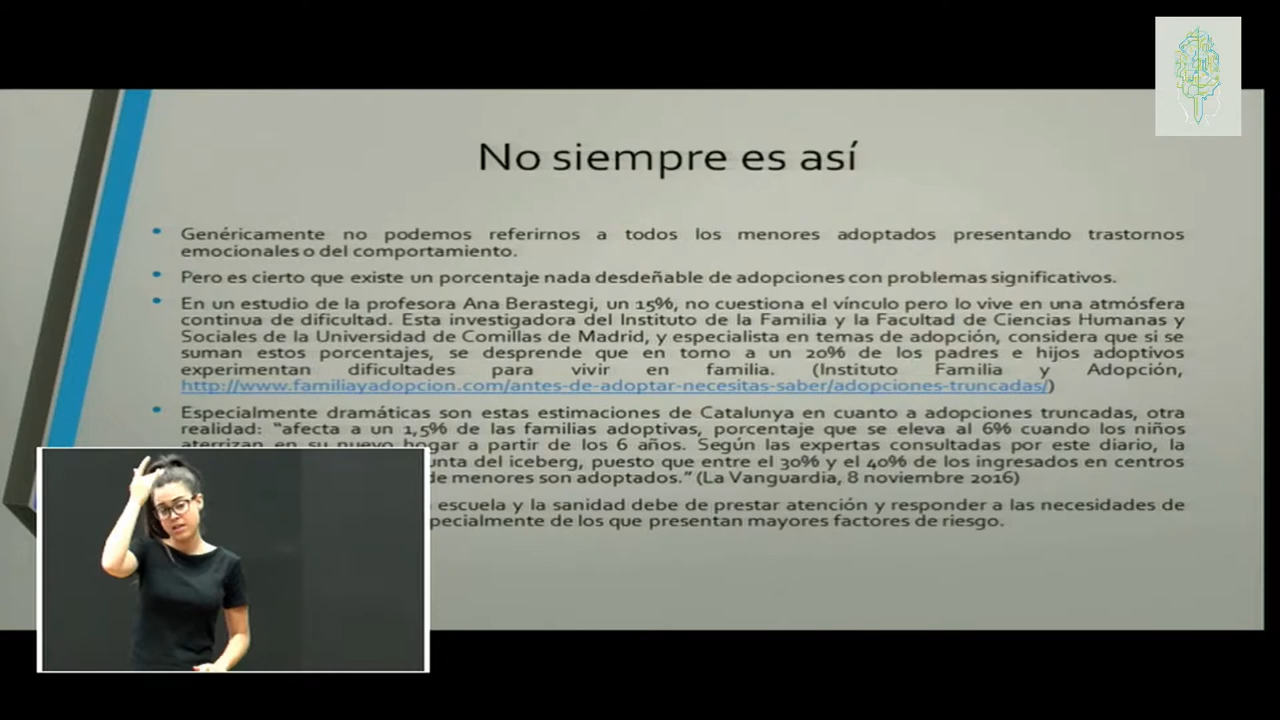 No siempre es así
• Genéricamente no podemos referirnos a todos los menores adoptados presentando trastornos
emocionales o del comportamiento.
• Pero es cierto que existe un porcentaje nada desdeñable de adopciones con problemas significativos.
• En un estudio de la profesora Ana Berastegi, un 15%, no cuestiona el vínculo pero lo vive en una atmósfera
continua de dificultad. Esta investigadora del Instituto de la Familia y la Facultad de Ciencias Humanas y
Sociales de la Universidad de Comillas de Madrid, y especialista en temas de adopción, considera que si se
suman estos porcentajes, se desprende que en torno a un 20% de los padres e hijos adoptivos
experimentan dificultades para vivir en familia. (Instituto Familia y Adopción,
http://www.familiayadopcion.com/antes-de-adoptar-necesitas-saber/adopciones-truncadas/)
• Especialmente dramáticas son estas estimaciones de Catalunya en cuanto a adopciones truncadas, otra
realidad: “afecta a un 1,5% de las familias adoptivas, porcentaje que se eleva al 6% cuando los niños
aterrizan en su nuevo hogar a partir de los 6 años. Según las expertas consultadas por este diario, la
del iceberg, puesto que entre el 30% y el 40% de los ingresados en centros
de menores son adoptados.” (La Vanguardia, 8 noviembre 2016)
escuela y la sanidad debe de prestar atención y responder a las necesidades de
de los que presentan mayores factores de riesgo.